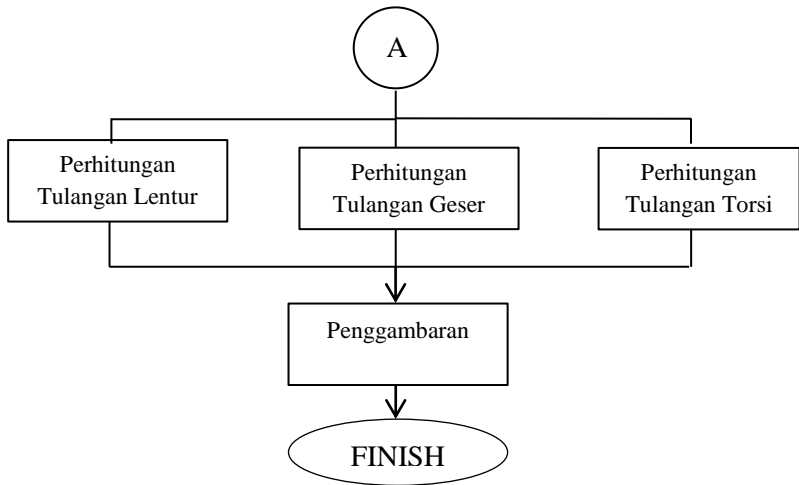 A
Perhitungan
Tulangan Lentur
Perhitungan
Tulangan Geser
Perhitungan
Tulangan Torsi
Penggambaran
FINISH